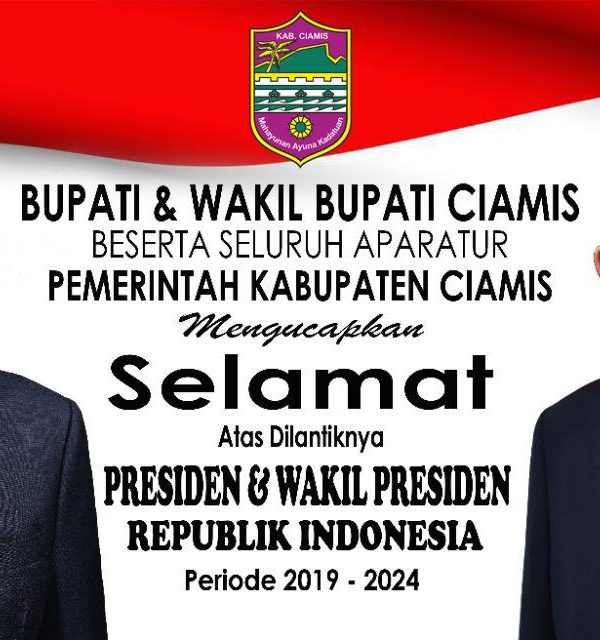 KAB. CIAMIS
Mahayunan Ayuna Kadatuan
BUPATI & WAKIL BUPATI CIAMIS
BESERTA SELURUH APARATUR
PEMERINTAH KABUPATEN CIAMIS
Mengucapkan
Selamat
Atas Dilantiknya
PRESIDEN & WAKIL PRESIDEN
REPUBLIK INDONESIA
Periode 2019 - 2024